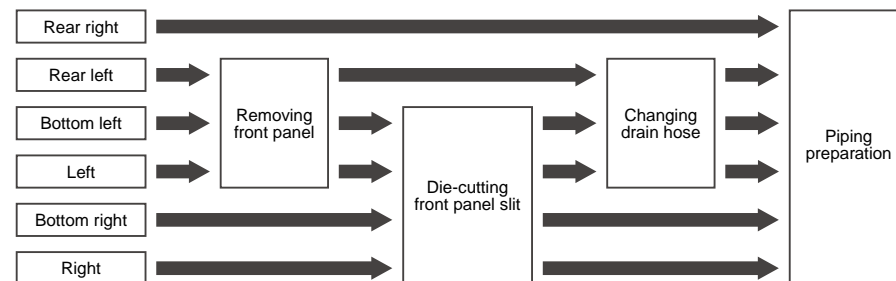 Rear right
Rear left
Bottom left
Left
Bottom right
Right
Removing
front panel
Die-cutting
front panel slit
Changing
drain hose
Piping
preparation